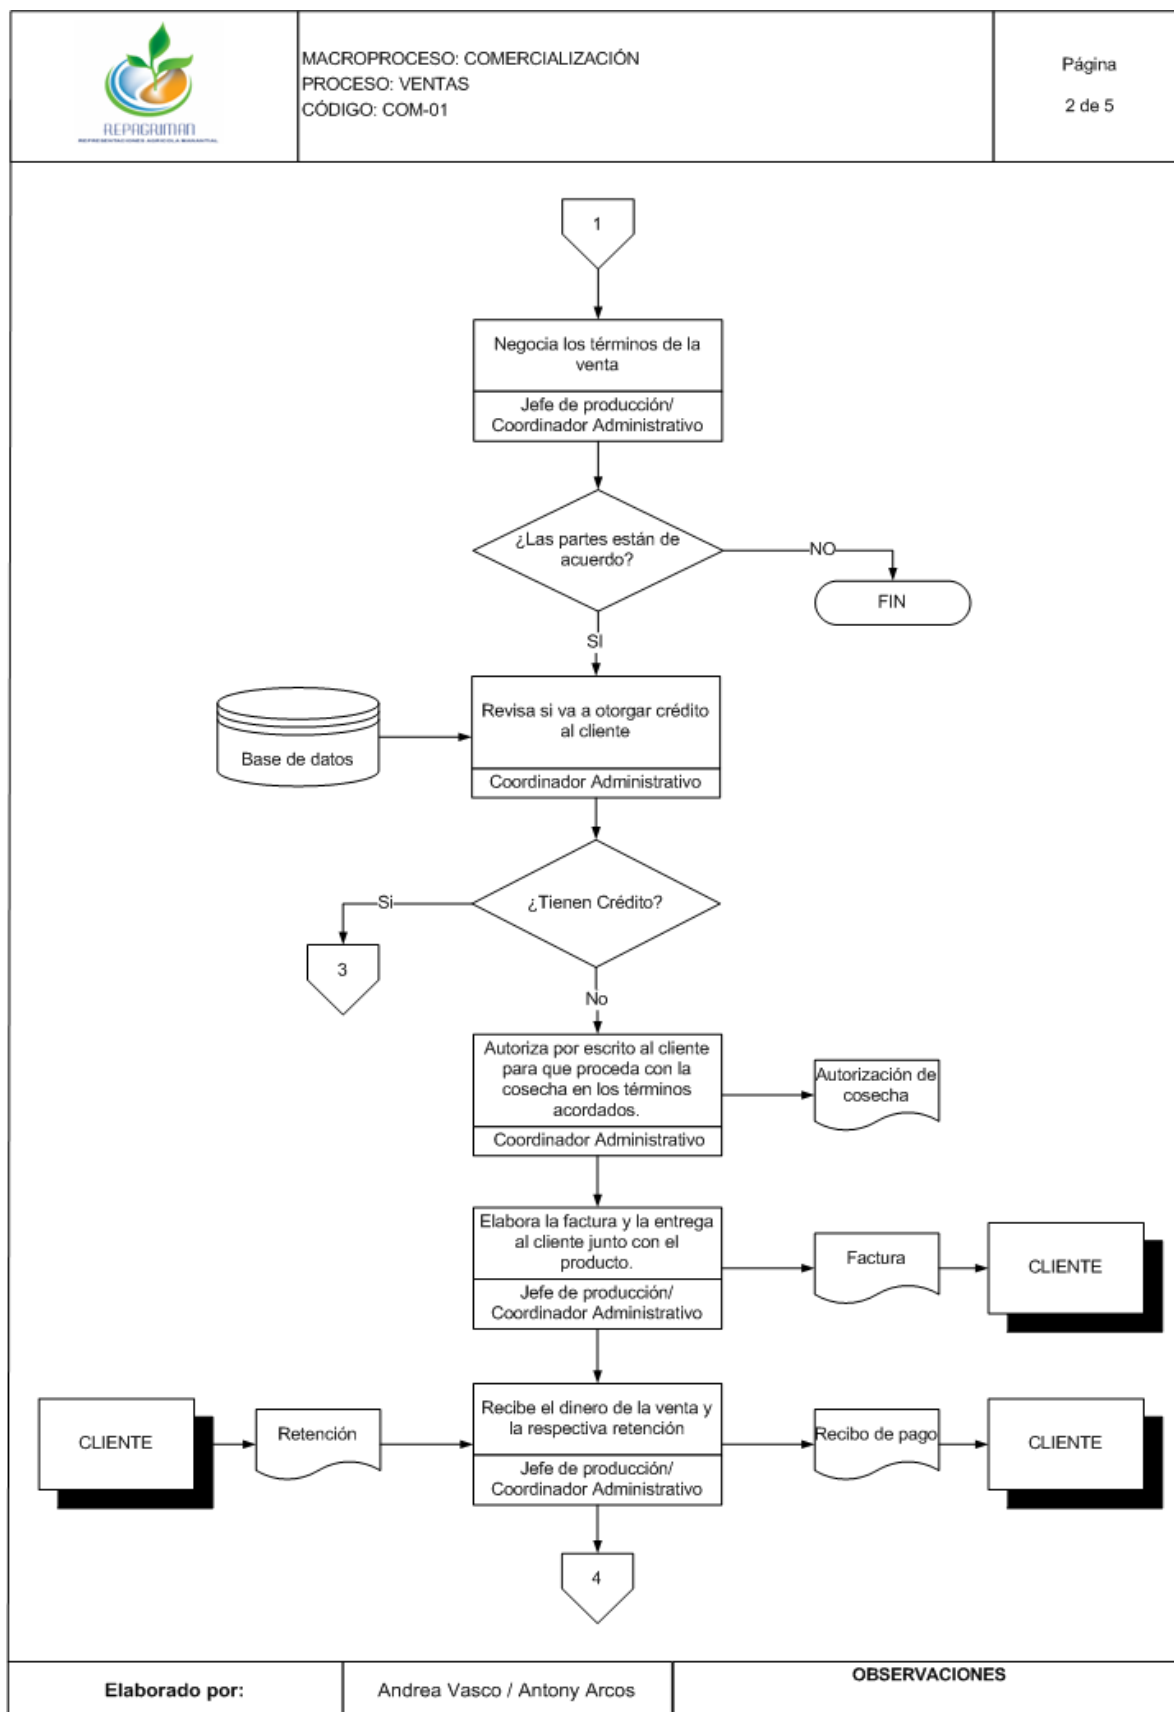 REPAGRIMAN
REPRESENTACIONES AGRICOLA MANANTIAL
MACROPROCESO: COMERCIALIZACIÓN
PROCESO: VENTAS
CÓDIGO: COM-01
Página
2 de 5
1
Negocia los términos de la
venta
Jefe de producción/
Coordinador Administrativo
¿Las partes están de
acuerdo?
NO
FIN
SI
Base de datos
Revisa si va a otorgar crédito
al cliente
Coordinador Administrativo
¿Tienen Crédito?
Si
3
No
Autoriza por escrito al cliente
para que proceda con la
cosecha en los términos
acordados.
Coordinador Administrativo
Autorización de
cosecha
Elabora la factura y la entrega
al cliente junto con el
producto.
Jefe de producción/
Coordinador Administrativo
Factura
CLIENTE
CLIENTE
Retención
Recibe el dinero de la venta y
la respectiva retención
Jefe de producción/
Coordinador Administrativo
Recibo de pago
CLIENTE
4
Elaborado por:
Andrea Vasco / Antony Arcos
OBSERVACIONES